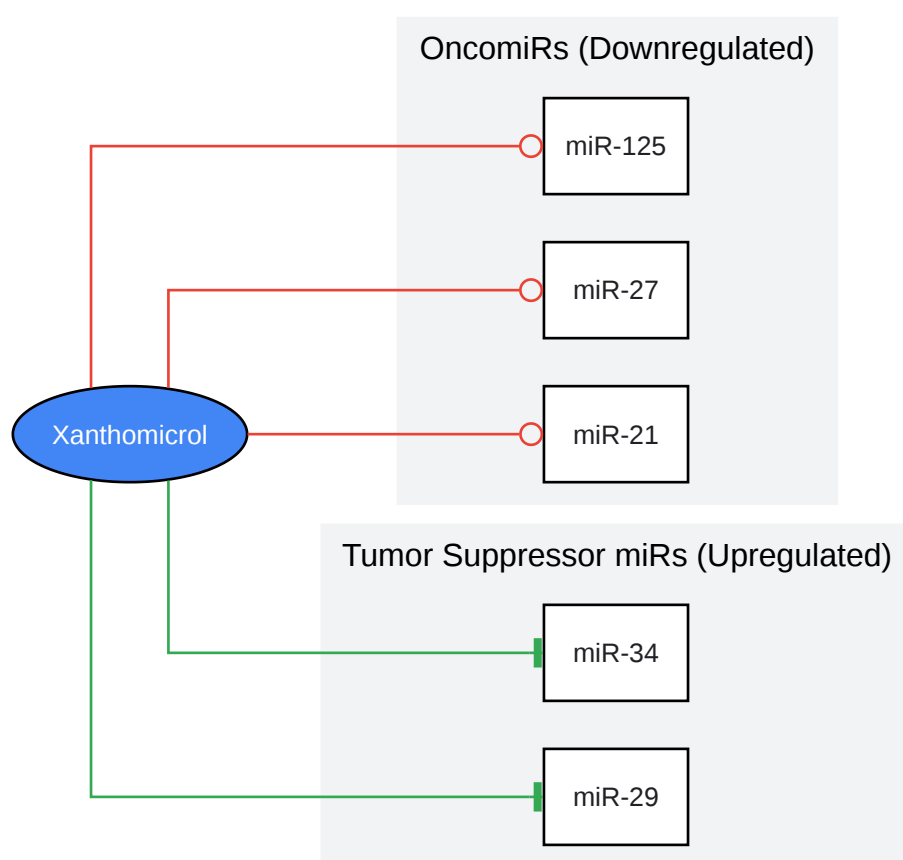 OncomiRs (Downregulated)
miR-125
miR-27
miR-21
Xanthomicrol
Tumor Suppressor miRs (Upregulated)
miR-34
miR-29